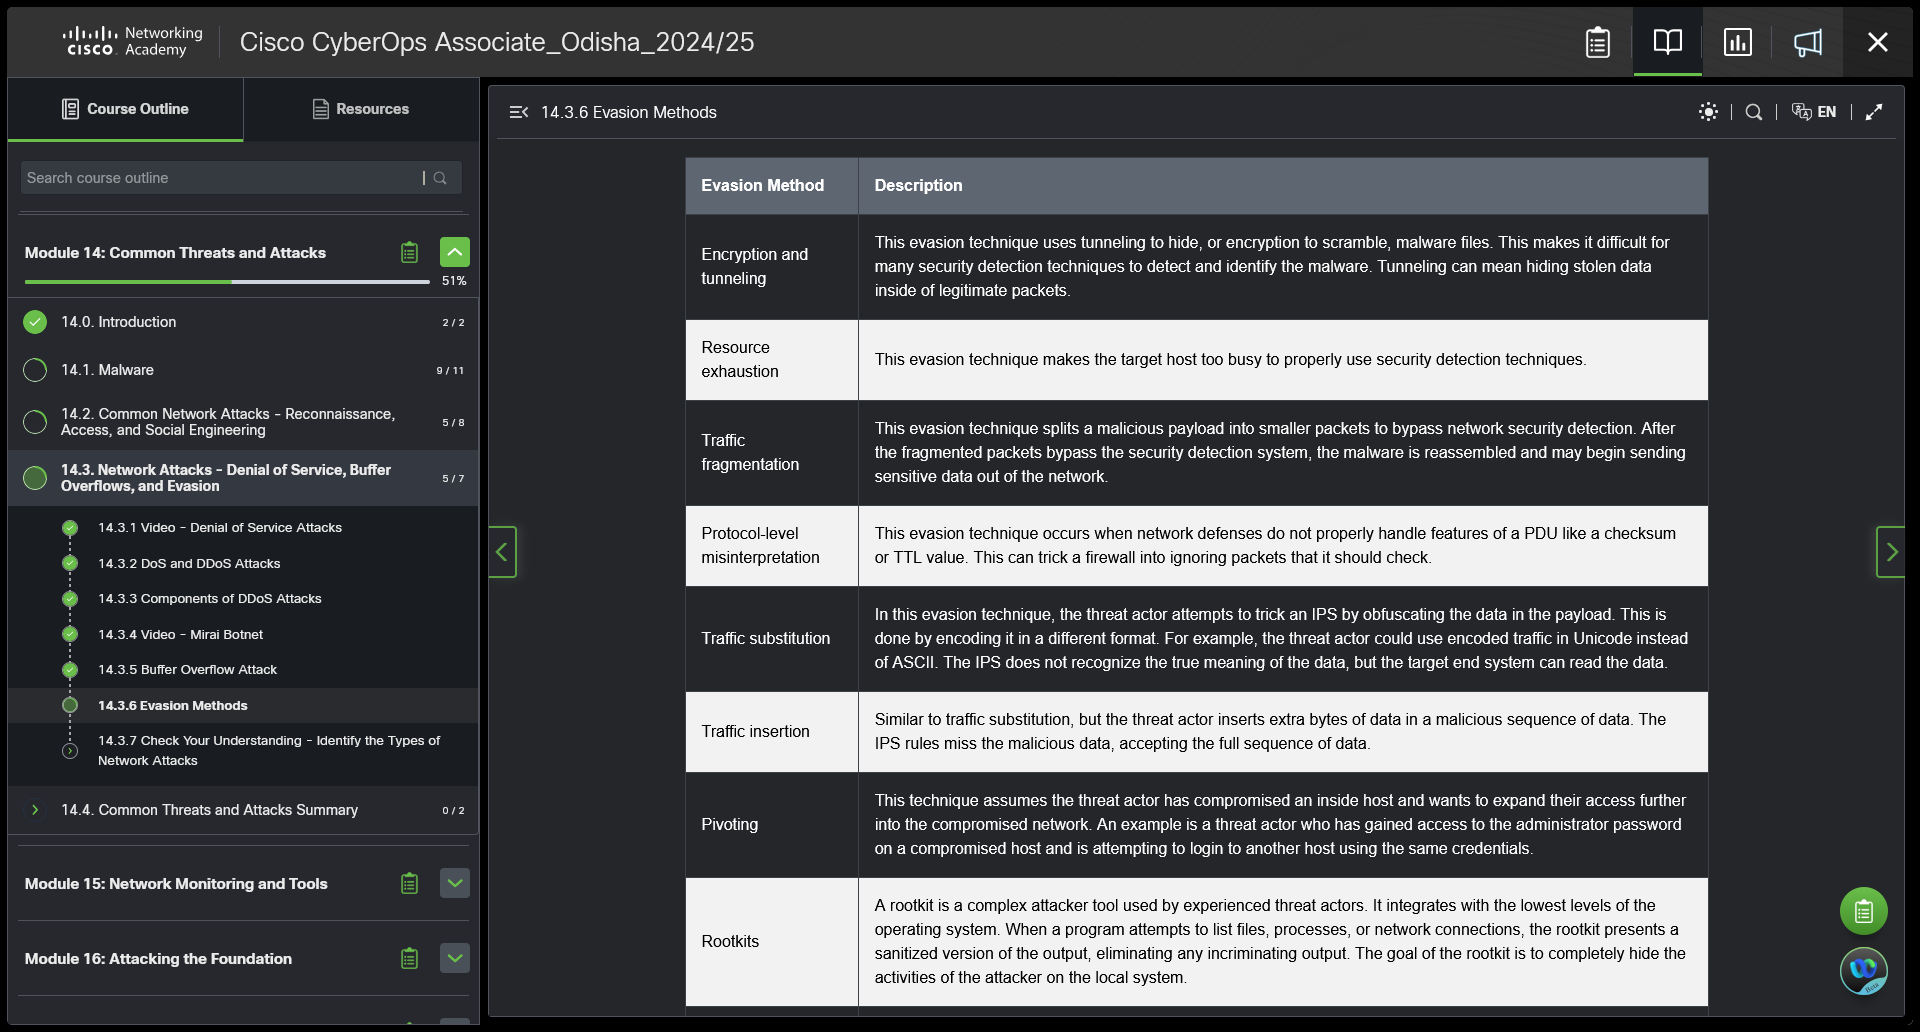 CISCO Networking Academy
Cisco CyberOps Associate_Odisha_2024/25
Course Outline
Resources
Search course outline
Module 14: Common Threats and Attacks
51%
14.0. Introduction
2 / 2
14.1. Malware
9 / 11
14.2. Common Network Attacks - Reconnaissance,
Access, and Social Engineering
5 / 8
14.3. Network Attacks - Denial of Service, Buffer
Overflows, and Evasion
5 / 7
14.3.1 Video - Denial of Service Attacks
14.3.2 DoS and DDoS Attacks
14.3.3 Components of DDoS Attacks
14.3.4 Video - Mirai Botnet
14.3.5 Buffer Overflow Attack
14.3.6 Evasion Methods
14.3.7 Check Your Understanding - Identify the Types of
Network Attacks
14.4. Common Threats and Attacks Summary
0 / 2
Module 15: Network Monitoring and Tools
Module 16: Attacking the Foundation
14.3.6 Evasion Methods
EN
Evasion Method
Description
Encryption and
tunneling
This evasion technique uses tunneling to hide, or encryption to scramble, malware files. This makes it difficult for
many security detection techniques to detect and identify the malware. Tunneling can mean hiding stolen data
inside of legitimate packets.
Resource
exhaustion
This evasion technique makes the target host too busy to properly use security detection techniques.
Traffic
fragmentation
This evasion technique splits a malicious payload into smaller packets to bypass network security detection. After
the fragmented packets bypass the security detection system, the malware is reassembled and may begin sending
sensitive data out of the network.
Protocol-level
misinterpretation
This evasion technique occurs when network defenses do not properly handle features of a PDU like a checksum
or TTL value. This can trick a firewall into ignoring packets that it should check.
Traffic substitution
In this evasion technique, the threat actor attempts to trick an IPS by obfuscating the data in the payload. This is
done by encoding it in a different format. For example, the threat actor could use encoded traffic in Unicode instead
of ASCII. The IPS does not recognize the true meaning of the data, but the target end system can read the data.
Traffic insertion
Similar to traffic substitution, but the threat actor inserts extra bytes of data in a malicious sequence of data. The
IPS rules miss the malicious data, accepting the full sequence of data.
Pivoting
This technique assumes the threat actor has compromised an inside host and wants to expand their access further
into the compromised network. An example is a threat actor who has gained access to the administrator password
on a compromised host and is attempting to login to another host using the same credentials.
Rootkits
A rootkit is a complex attacker tool used by experienced threat actors. It integrates with the lowest levels of the
operating system. When a program attempts to list files, processes, or network connections, the rootkit presents a
sanitized version of the output, eliminating any incriminating output. The goal of the rootkit is to completely hide the
activities of the attacker on the local system.
Beta